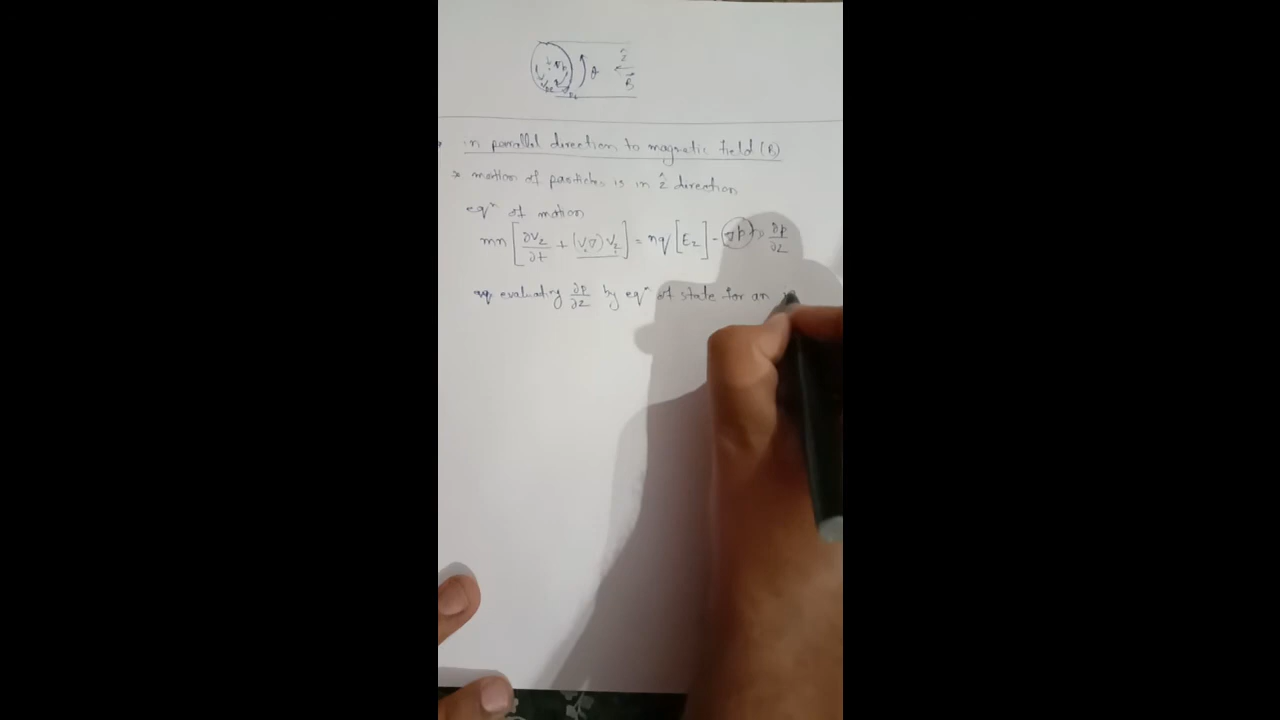 θ ẑ
B⃗
in parallel direction to magnetic field (B)
* motion of particles is in ẑ direction
eqⁿ of motion
mn [∂V_z/∂t + (V·∇) V_z] = nq [E_z] - ∇p → ∂p/∂z
evaluating ∂p/∂z by eqⁿ of state for an